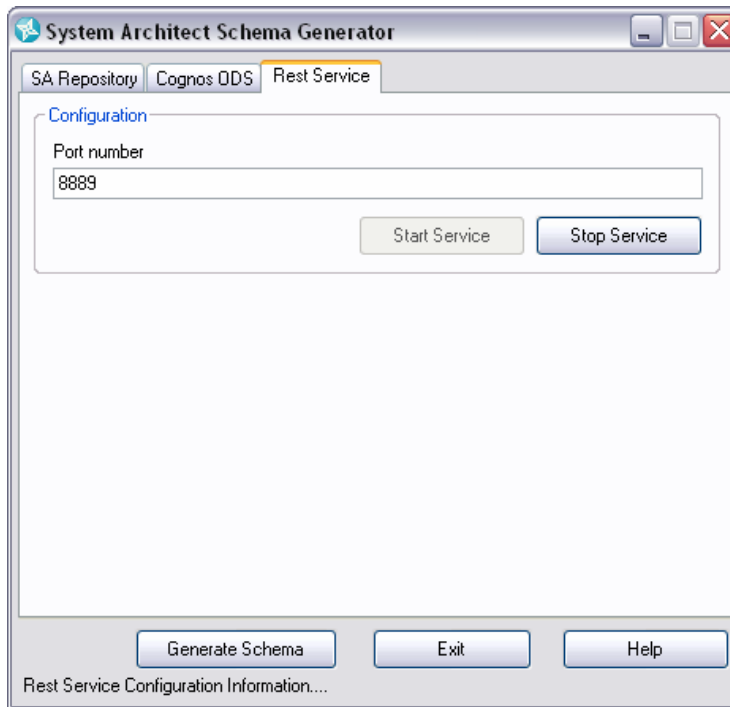 System Architect Schema Generator
SA Repository Cognos ODS Rest Service
Configuration
Port number
8889
Start Service Stop Service
Generate Schema Exit Help
Rest Service Configuration Information....